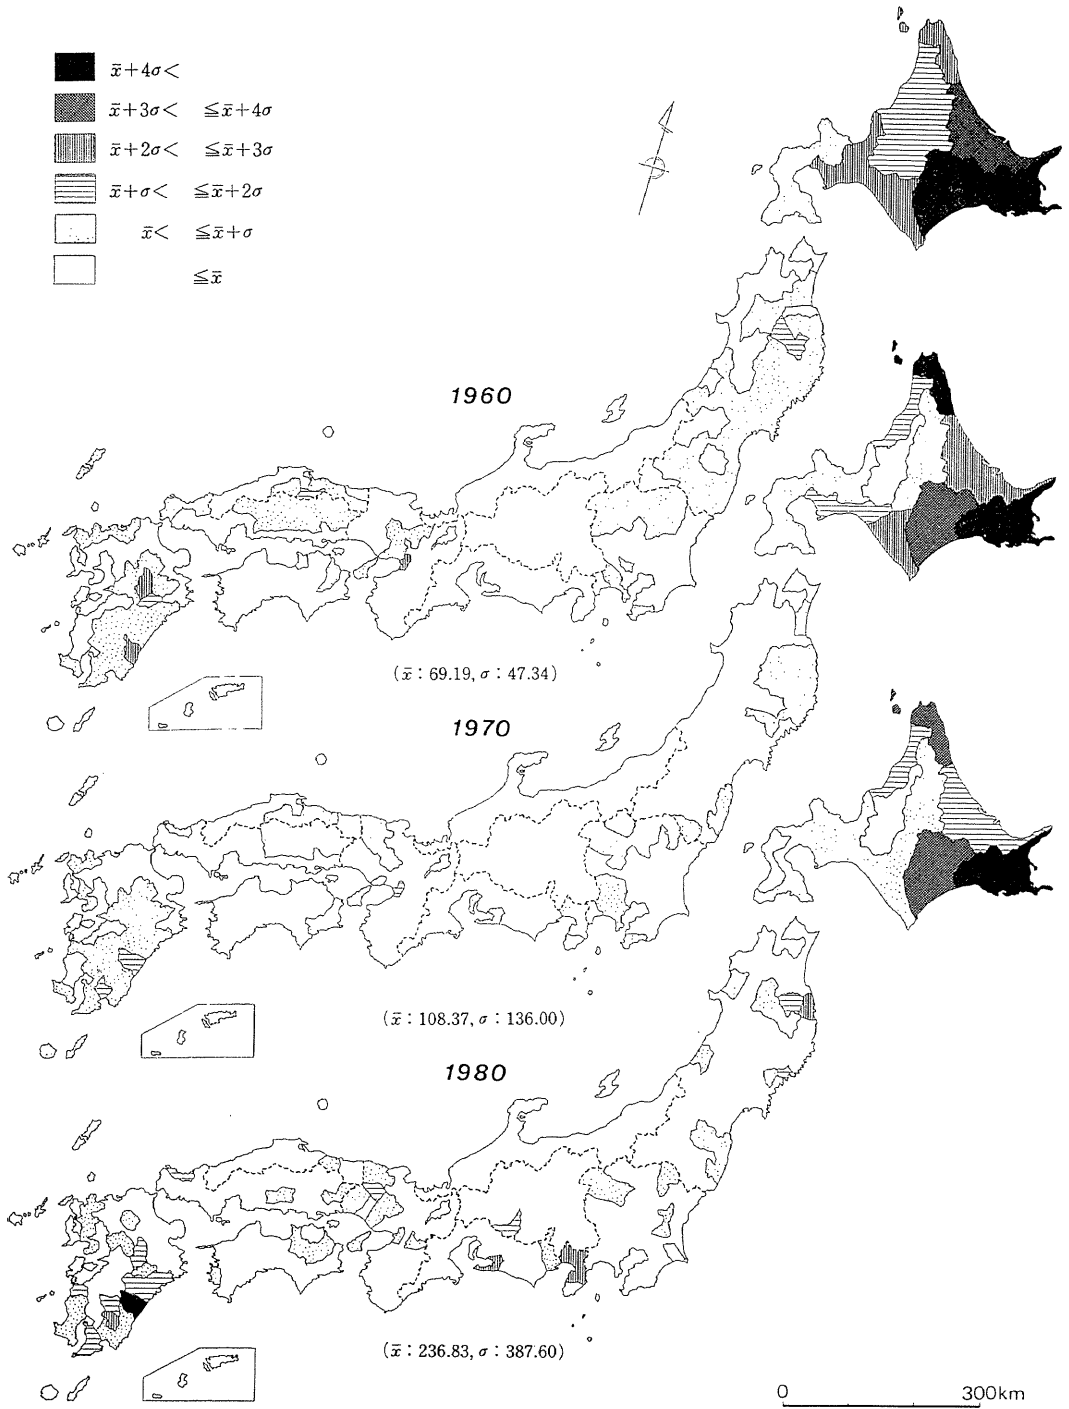 x̄+4σ<
x̄+3σ< ≦x̄+4σ
x̄+2σ< ≦x̄+3σ
x̄+σ< ≦x̄+2σ
x̄< ≦x̄+σ
≦x̄
1960
(x̄：69.19, σ：47.34)
1970
(x̄：108.37, σ：136.00)
1980
(x̄：236.83, σ：387.60)
0 300km